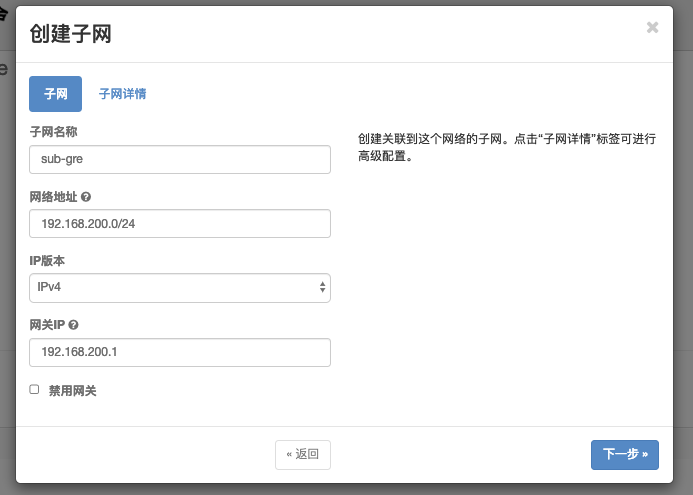 创建子网
×
子网 子网详情
子网名称
sub-gre
创建关联到这个网络的子网。点击“子网详情”标签可进行
高级配置。
网络地址
192.168.200.0/24
IP版本
IPv4
网关IP
192.168.200.1
禁用网关
« 返回
下一步 »